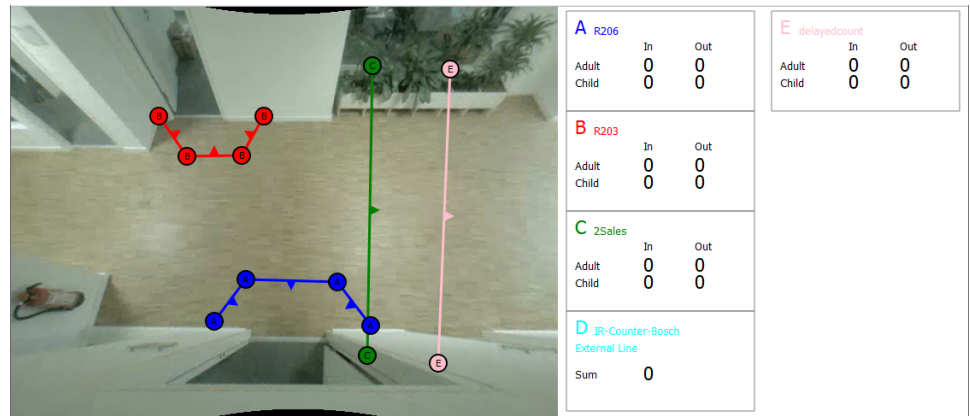 C
E
B
B
B
B
A
A
A
A
C
E
A R206
In Out
Adult 0 0
Child 0 0
B R203
In Out
Adult 0 0
Child 0 0
C 2Sales
In Out
Adult 0 0
Child 0 0
D IR-Counter-Bosch
External Line
Sum 0
E delayedcount
In Out
Adult 0 0
Child 0 0